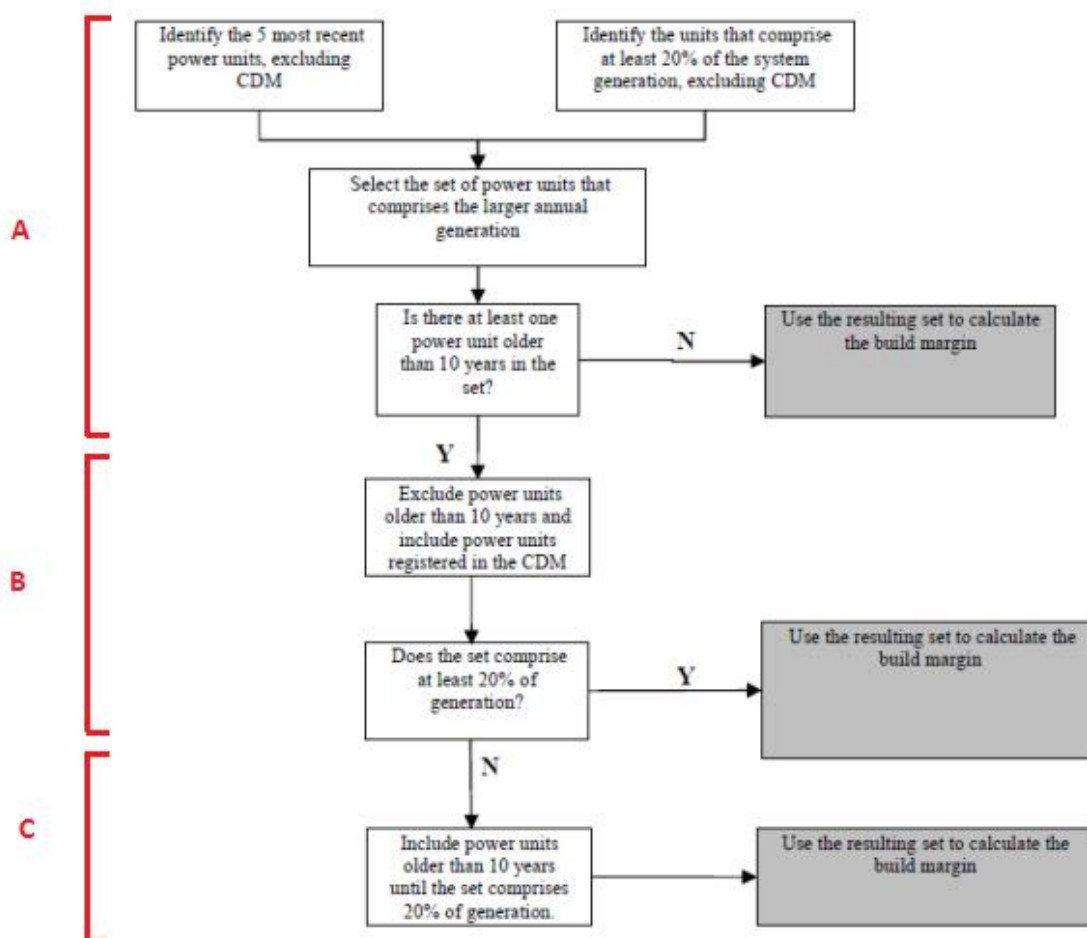 Identify the 5 most recent
power units, excluding
CDM
Identify the units that comprise
at least 20% of the system
generation, excluding CDM
Select the set of power units that
comprises the larger annual
generation
A
Is there at least one
power unit older
than 10 years in the
set?
N
Use the resulting set to calculate
the build margin
Y
Exclude power units
older than 10 years and
include power units
registered in the CDM
B
Does the set comprise
at least 20% of
generation?
Y
Use the resulting set to calculate the
build margin
N
C
Include power units
older than 10 years
until the set comprises
20% of generation.
Use the resulting set to calculate the
build margin